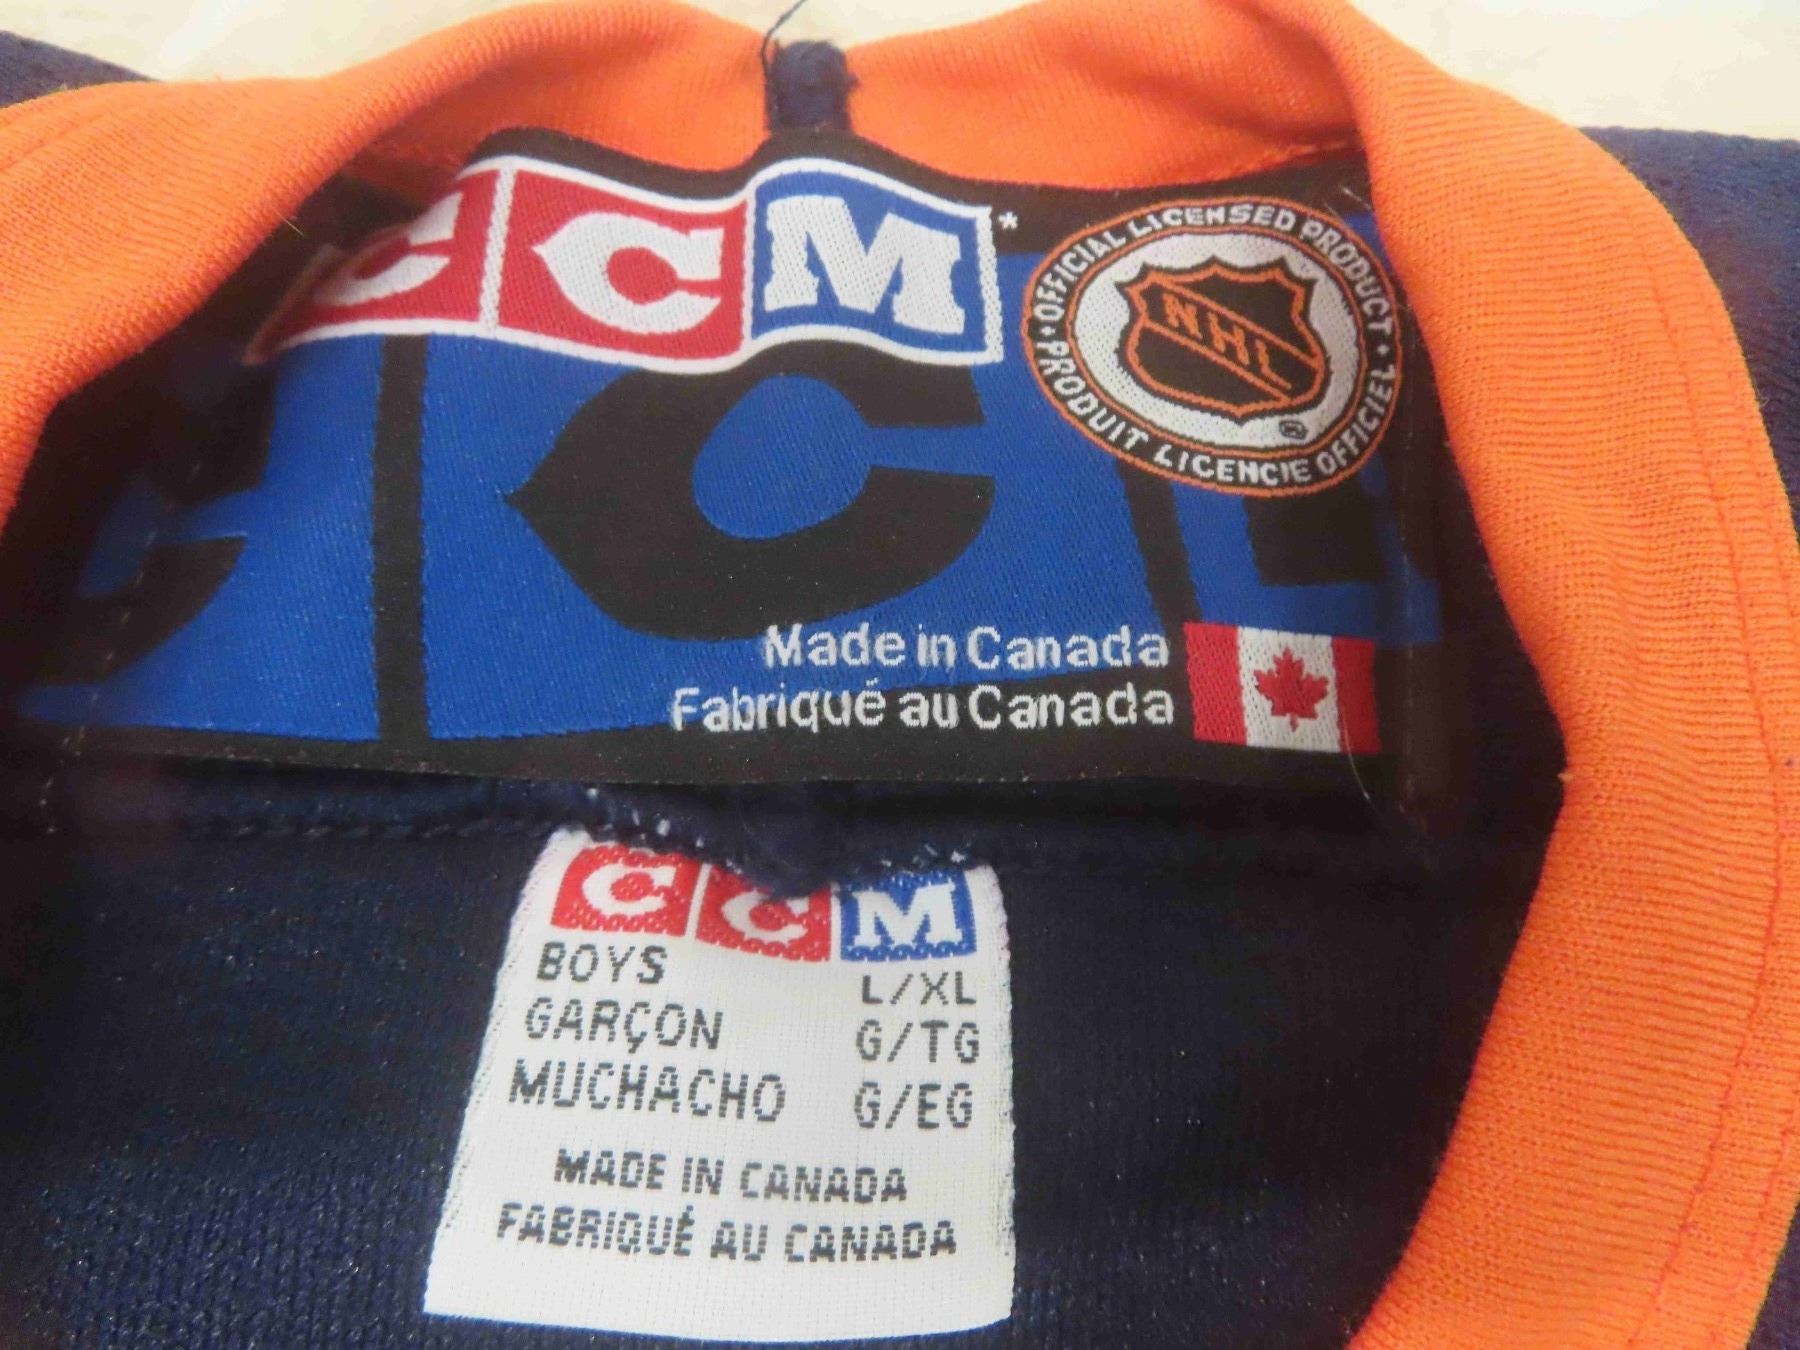 CCM*
OFFICIAL LICENSED PRODUCT • PRODUIT LICENCIE OFFICIEL •
NHL
®
Made in Canada
Fabriqué au Canada
CCM
BOYS L/XL
GARÇON G/TG
MUCHACHO G/EG
MADE IN CANADA
FABRIQUÉ AU CANADA